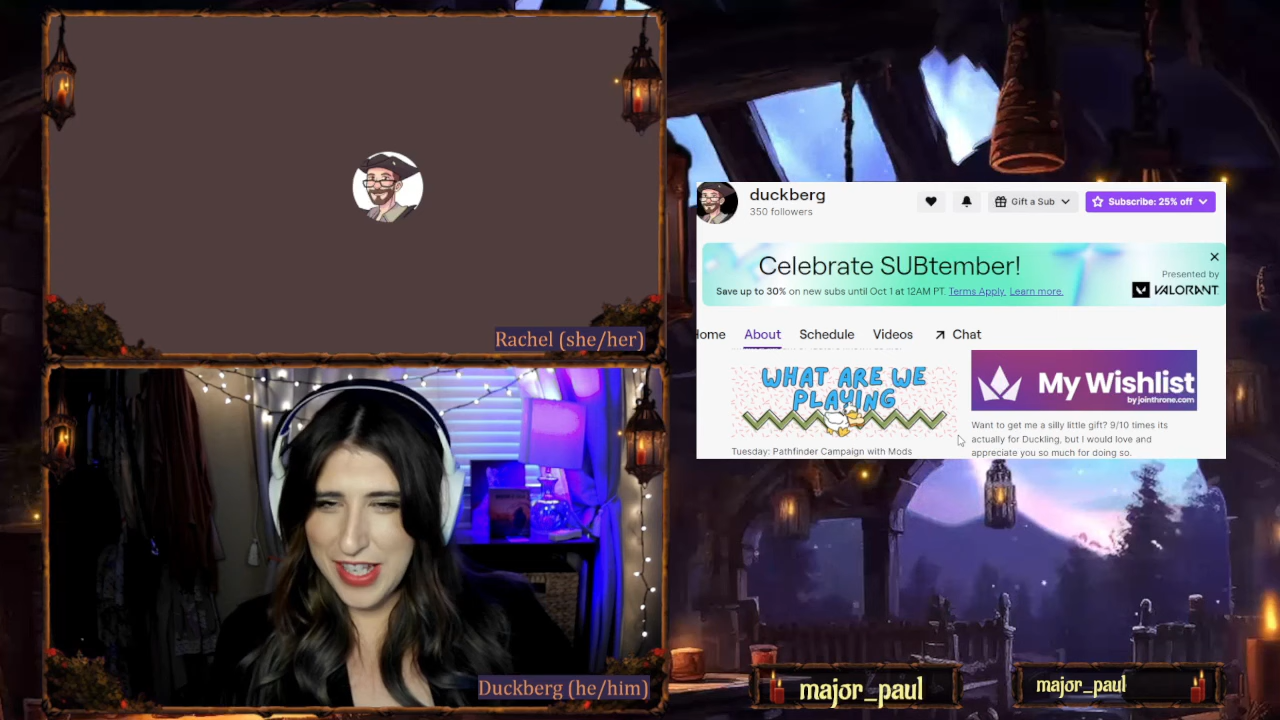 Rachel (she/her)
Duckberg (he/him)
duckberg
350 followers
Gift a Sub
Subscribe: 25% off
Celebrate SUBtember!
Save up to 30% on new subs until Oct 1 at 12AM PT. Terms Apply. Learn more.
Presented by
VALORANT
Home
About
Schedule
Videos
Chat
WHAT ARE WE
PLAYING
Tuesday: Pathfinder Campaign with Mods
My Wishlist
by jointhrone.com
Want to get me a silly little gift? 9/10 times its
actually for Duckling, but I would love and
appreciate you so much for doing so.
major_paul
major_paul